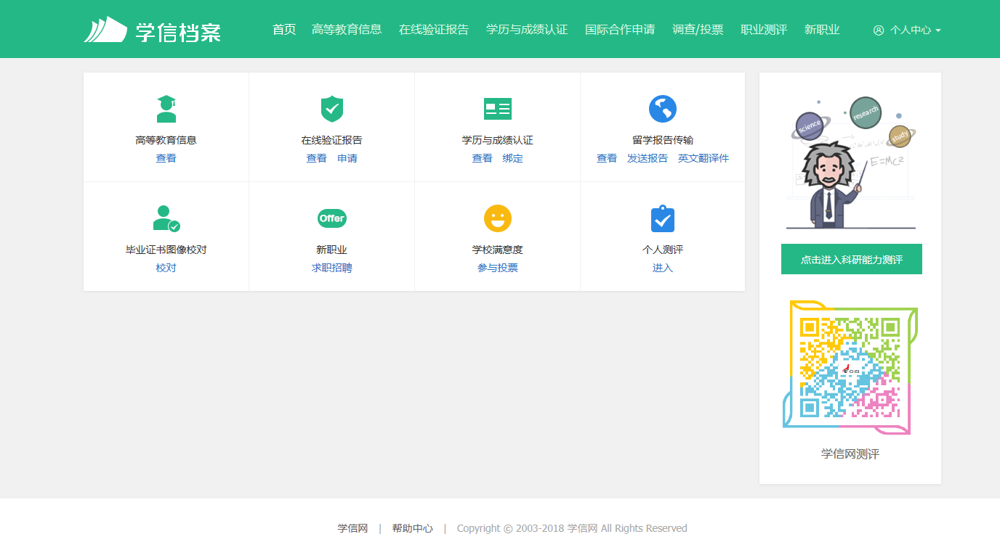 学信档案
首页 高等教育信息 在线验证报告 学历与成绩认证 国际合作申请 调查/投票 职业测评 新职业 个人中心
高等教育信息
查看
在线验证报告
查看 申请
学历与成绩认证
查看 绑定
留学报告传输
查看 发送报告 英文翻译件
毕业证书图像校对
校对
Offer
新职业
求职招聘
学校满意度
参与投票
个人测评
进入
science
research
study
E=MC2
点击进入科研能力测评
CHSI
学信网测评
学信网 | 帮助中心 | Copyright © 2003-2018 学信网 All Rights Reserved